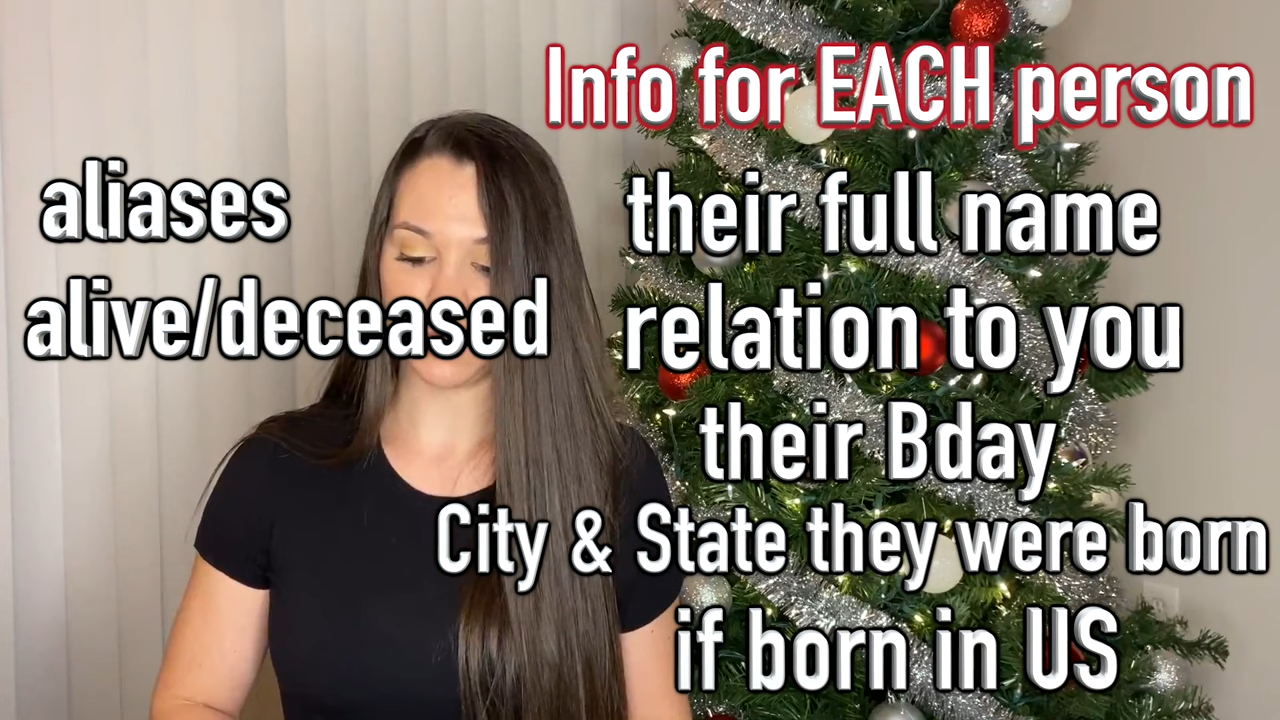 Info for EACH person
their full name
relation to you
their Bday
City & State they were born
if born in US
aliases
alive/deceased